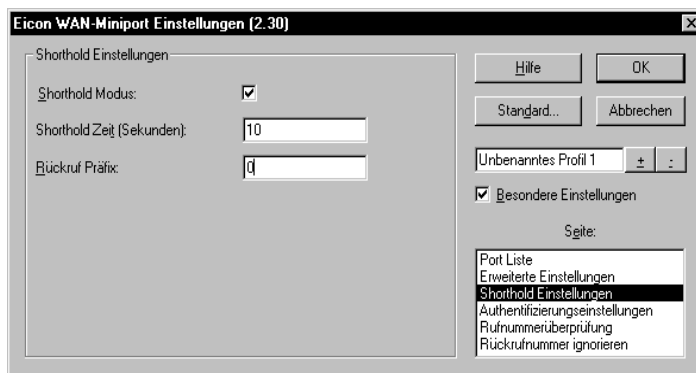 Eicon WAN-Miniport Einstellungen (2.30)
Shorthold Einstellungen
Shorthold Modus:
Shorthold Zeit (Sekunden): 10
Rückruf Präfix: 0
Hilfe OK
Standard... Abbrechen
Unbenanntes Profil 1 + -
Besondere Einstellungen
Seite:
Port Liste
Erweiterte Einstellungen
Shorthold Einstellungen
Authentifizierungseinstellungen
Rufnummerüberprüfung
Rückrufnummer ignorieren